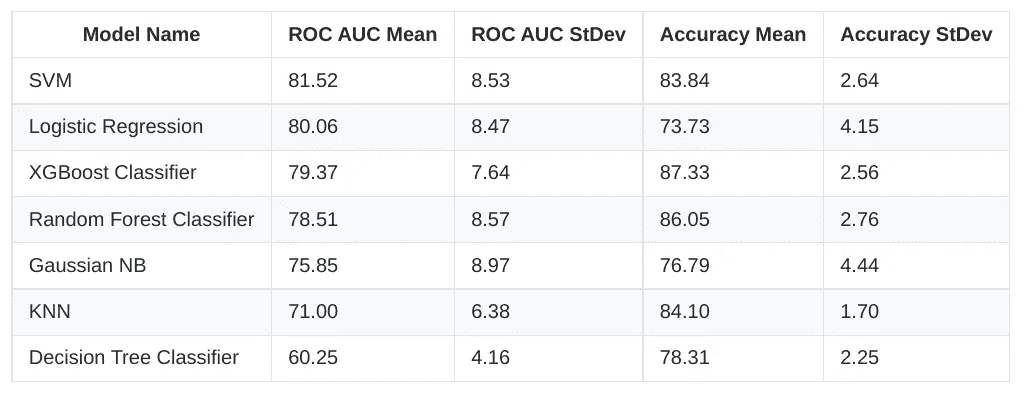 Model Name ROC AUC Mean ROC AUC StDev Accuracy Mean Accuracy StDev
SVM 81.52 8.53 83.84 2.64
Logistic Regression 80.06 8.47 73.73 4.15
XGBoost Classifier 79.37 7.64 87.33 2.56
Random Forest Classifier 78.51 8.57 86.05 2.76
Gaussian NB 75.85 8.97 76.79 4.44
KNN 71.00 6.38 84.10 1.70
Decision Tree Classifier 60.25 4.16 78.31 2.25